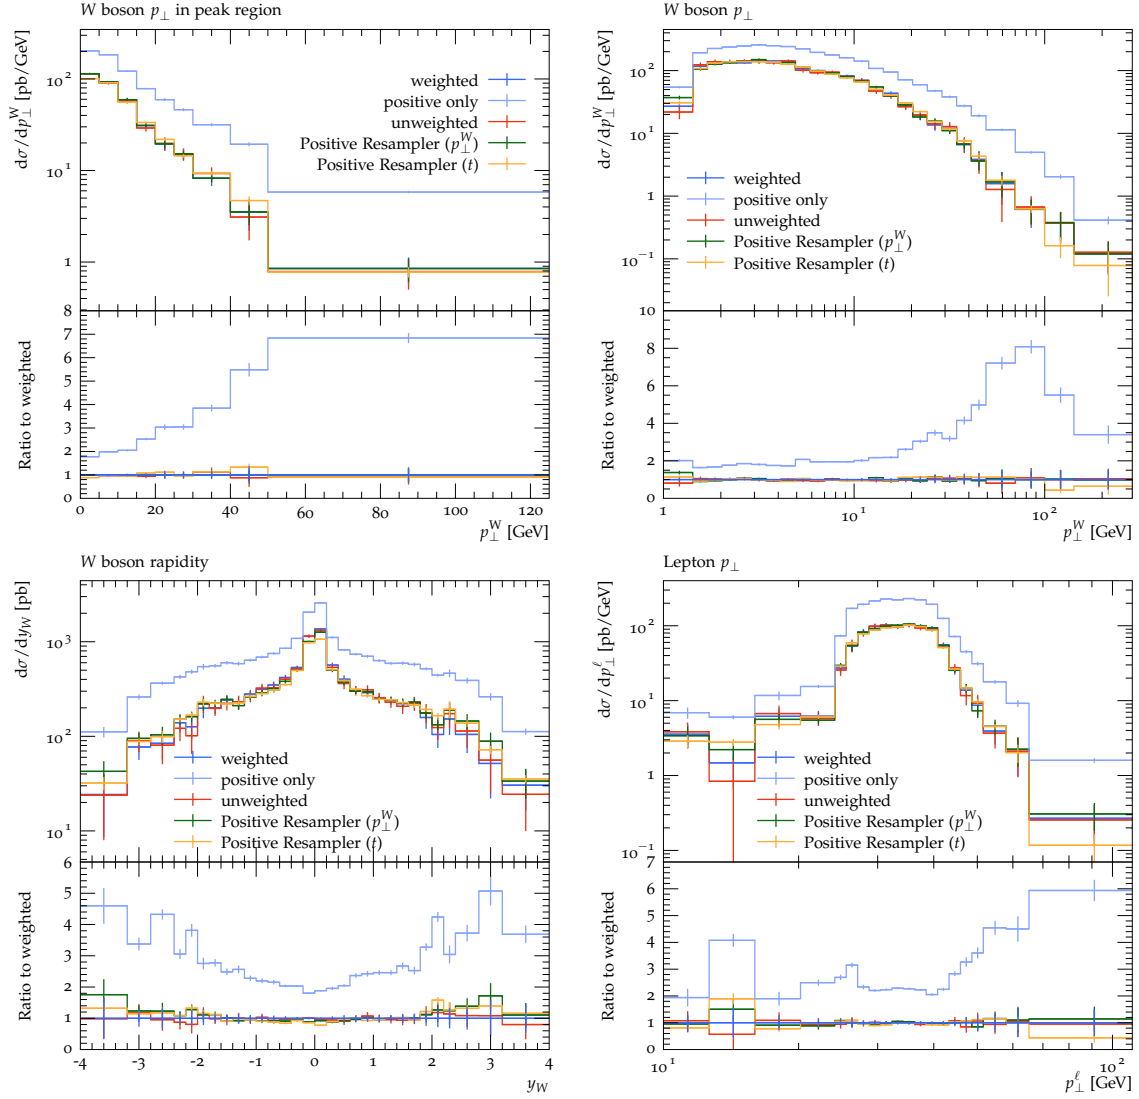 W boson p⊥ in peak region
dσ/dp⊥^W [pb/GeV]
10²
10¹
1
weighted
positive only
unweighted
Positive Resampler (p⊥^W)
Positive Resampler (t)
Ratio to weighted
8
7
6
5
4
3
2
1
0
0 20 40 60 80 100 120
p⊥^W [GeV]
W boson p⊥
dσ/dp⊥^W [pb/GeV]
10²
10¹
1
10⁻¹
weighted
positive only
unweighted
Positive Resampler (p⊥^W)
Positive Resampler (t)
Ratio to weighted
10
8
6
4
2
0
1 10¹ 10²
p⊥^W [GeV]
W boson rapidity
dσ/dy_W [pb]
10³
10²
10¹
weighted
positive only
unweighted
Positive Resampler (p⊥^W)
Positive Resampler (t)
Ratio to weighted
6
5
4
3
2
1
0
-4 -3 -2 -1 0 1 2 3 4
y_W
Lepton p⊥
dσ/dp⊥^ℓ [pb/GeV]
10²
10¹
1
10⁻¹
weighted
positive only
unweighted
Positive Resampler (p⊥^W)
Positive Resampler (t)
Ratio to weighted
7
6
5
4
3
2
1
0
10¹ 10²
p⊥^ℓ [GeV]